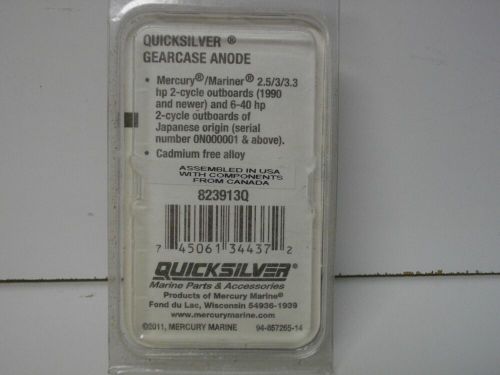 QUICKSILVER ®
GEARCASE ANODE
• Mercury®/Mariner® 2.5/3/3.3
hp 2-cycle outboards (1990
and newer) and 6-40 hp
2-cycle outboards of
Japanese origin (serial
number 0N000001 & above).
• Cadmium free alloy
ASSEMBLED IN USA
WITH COMPONENTS
FROM CANADA
823913Q
7 45061 34437 2
QUICKSILVER®
Marine Parts & Accessories
Products of Mercury Marine®
Fond du Lac, Wisconsin 54936-1939
www.mercurymarine.com
©2011, MERCURY MARINE 94-857265-14